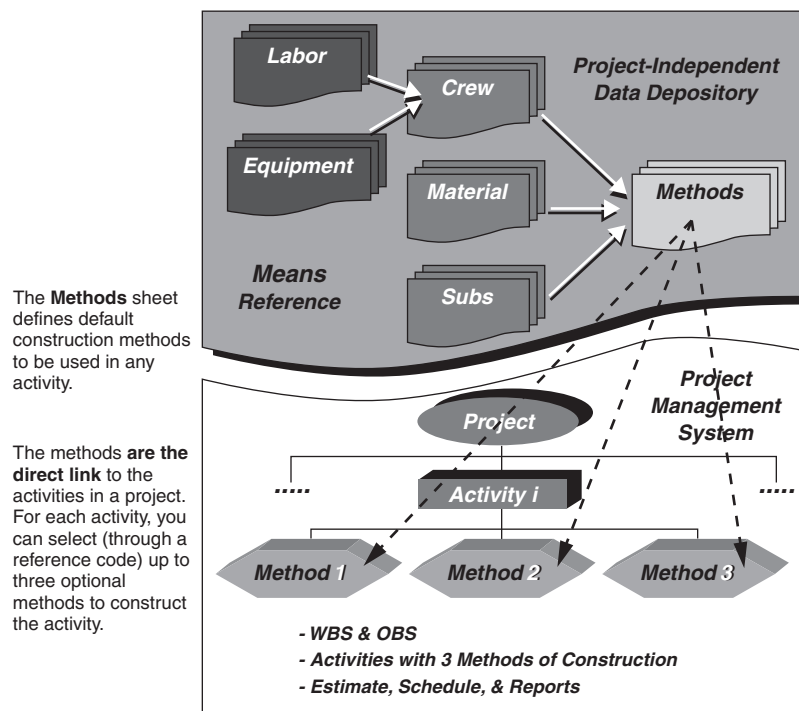 Labor
Crew
Project-Independent
Data Depository
Equipment
Material
Methods
Means
Reference
Subs
The Methods sheet
defines default
construction methods
to be used in any
activity.
The methods are the
direct link to the
activities in a project.
For each activity, you
can select (through a
reference code) up to
three optional
methods to construct
the activity.
Project
Management
System
Project
.....
Activity i
.....
Method 1
Method 2
Method 3
- WBS & OBS
- Activities with 3 Methods of Construction
- Estimate, Schedule, & Reports